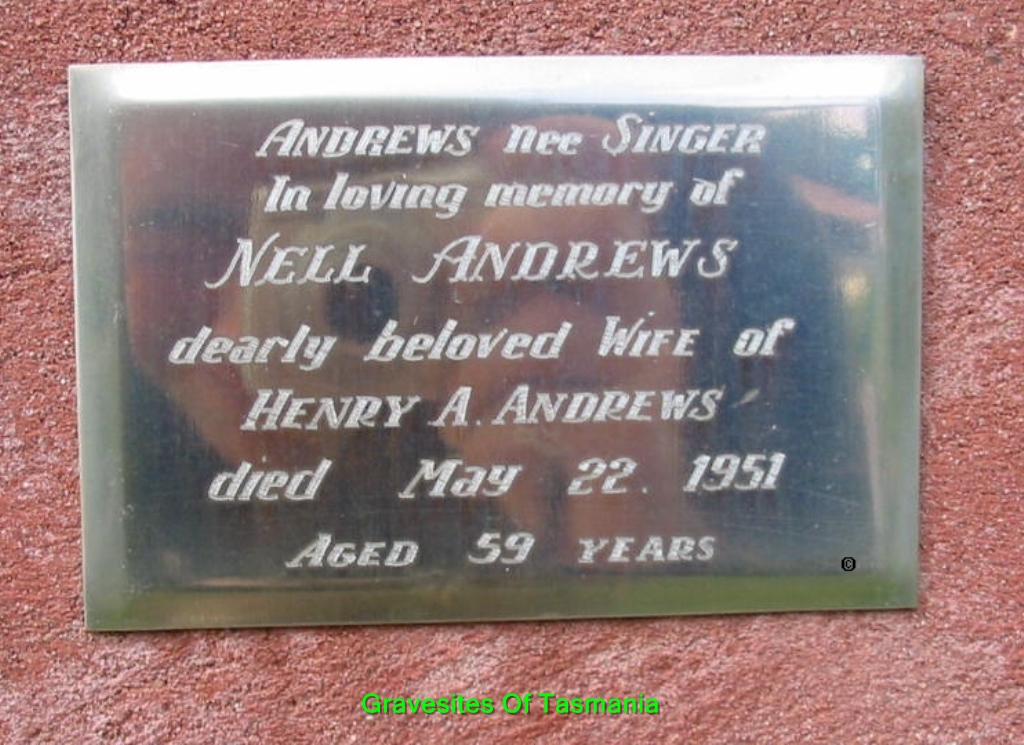 ANDREWS nee SINGER
In loving memory of
NELL ANDREWS
dearly beloved WIFE of
HENRY A. ANDREWS
died May 22. 1951
AGED 59 YEARS
©
Gravesites Of Tasmania